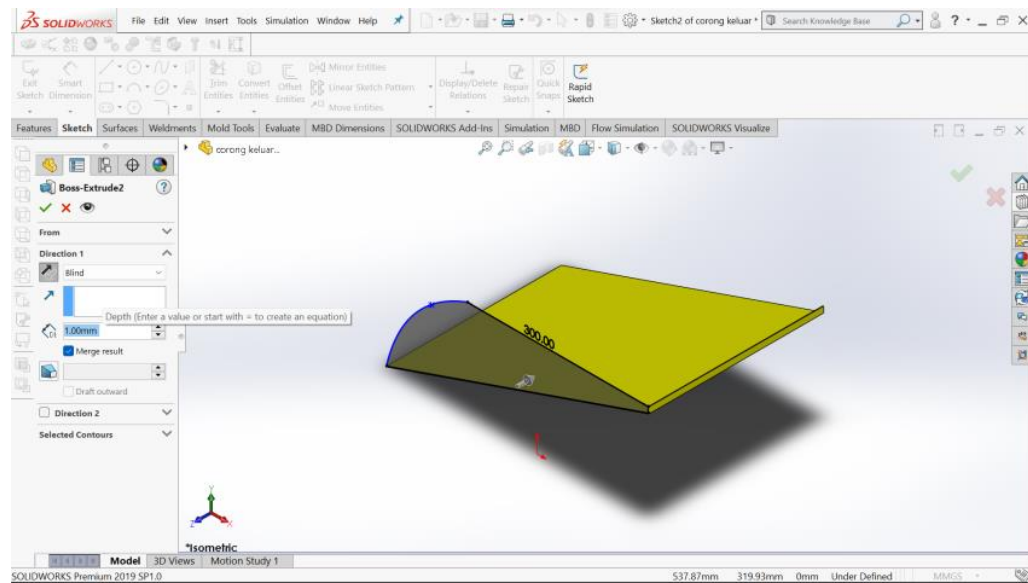 SOLIDWORKS File Edit View Insert Tools Simulation Window Help Sketch2 of corong keluar * Search Knowledge Base ?
Exit Sketch Smart Dimension Trim Entities Convert Entities Offset Entities Mirror Entities Linear Sketch Pattern Move Entities Display/Delete Relations Repair Sketch Quick Snaps Rapid Sketch
Features Sketch Surfaces Weldments Mold Tools Evaluate MBD Dimensions SOLIDWORKS Add-Ins Simulation MBD Flow Simulation SOLIDWORKS Visualize
corong keluar...
Boss-Extrude2
From
Direction 1
Blind
Depth (Enter a value or start with = to create an equation)
1.00mm
Merge result
Draft outward
Direction 2
Selected Contours
300.00
Y
Z X
*Isometric
Model 3D Views Motion Study 1
SOLIDWORKS Premium 2019 SP1.0 537.87mm 319.93mm 0mm Under Defined MMGS